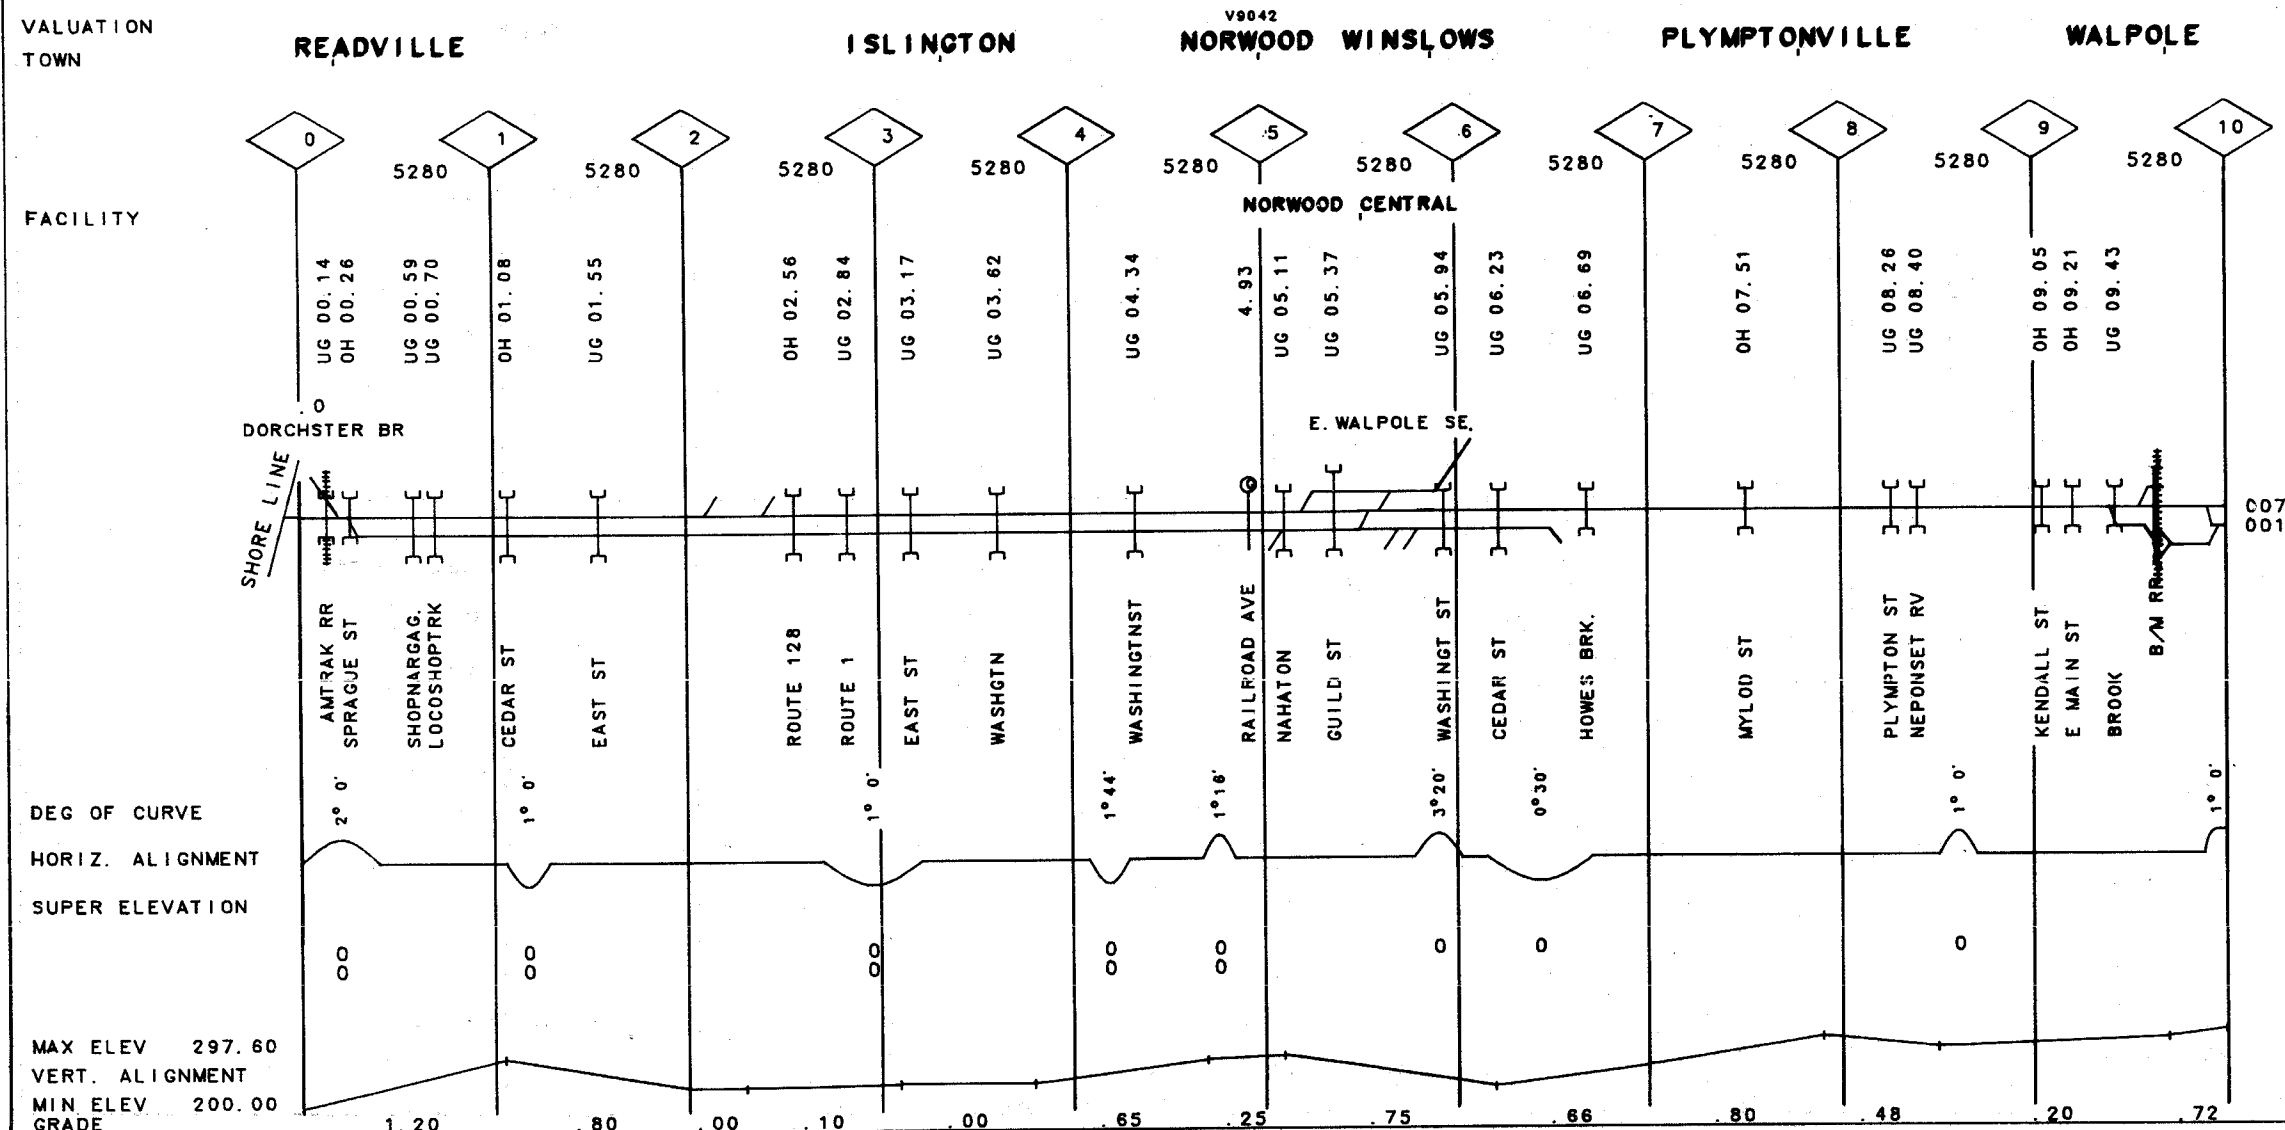 VALUATION
V9042
TOWN READVILLE ISLINGTON NORWOOD WINSLOWS PLYMPTONVILLE WALPOLE
0 1 2 3 4 5 6 7 8 9 10
5280 5280 5280 5280 5280 5280 5280 5280 5280 5280
NORWOOD CENTRAL
FACILITY
UG 00.14
OH 00.26
UG 00.59
UG 00.70
OH 01.08
UG 01.55
OH 02.56
UG 02.84
UG 03.17
UG 03.62
UG 04.34
4.93
UG 05.11
UG 05.37
UG 05.94
UG 06.23
UG 06.69
OH 07.51
UG 08.26
UG 08.40
OH 09.05
OH 09.21
UG 09.43
.0
DORCHSTER BR
E. WALPOLE SE.
SHORE LINE
G
007
001
AMTRAK RR
SPRAGUE ST
SHOPNARGAG.
LOCOSHOPTRK
CEDAR ST
EAST ST
ROUTE 128
ROUTE 1
EAST ST
WASHGTN
WASHINGTNST
RAILROAD AVE
NAHATON
GUILD ST
WASHINGT ST
CEDAR ST
HOWES BRK.
MYLOD ST
PLYMPTON ST
NEPONSET RV
KENDALL ST
E MAIN ST
BROOK
B/M RR
DEG OF CURVE 2° 0' 1° 0' 1° 0' 1°44' 1°16' 3°20' 0°30' 1° 0' 1° 0'
HORIZ. ALIGNMENT
SUPER ELEVATION
0 0 0 0 0 0 0 0
0 0 0 0 0
MAX ELEV 297.60
VERT. ALIGNMENT
MIN ELEV 200.00
GRADE 1.20 .80 .00 .10 .00 .65 .25 .75 .66 .80 .48 .20 .72